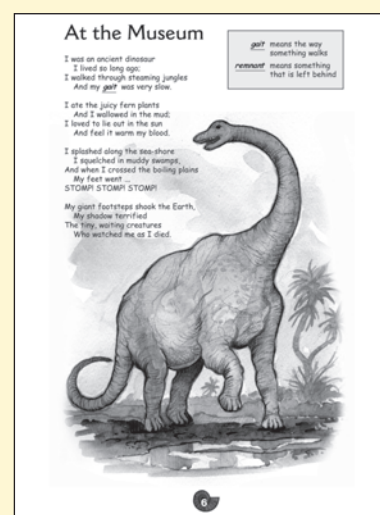 At the Museum
I was an ancient dinosaur
I lived so long ago;
I walked through steaming jungles
And my gait was very slow.
I ate the juicy fern plants
And I wallowed in the mud;
I loved to lie out in the sun
And feel it warm my blood.
I splashed along the sea-shore
I squelched in muddy swamps,
And when I crossed the boiling plains
My feet went ...
STOMP! STOMP! STOMP!
My giant footsteps shook the Earth,
My shadow terrified
The tiny, waiting creatures
Who watched me as I died.
gait means the way
something walks
remnant means something
that is left behind
6